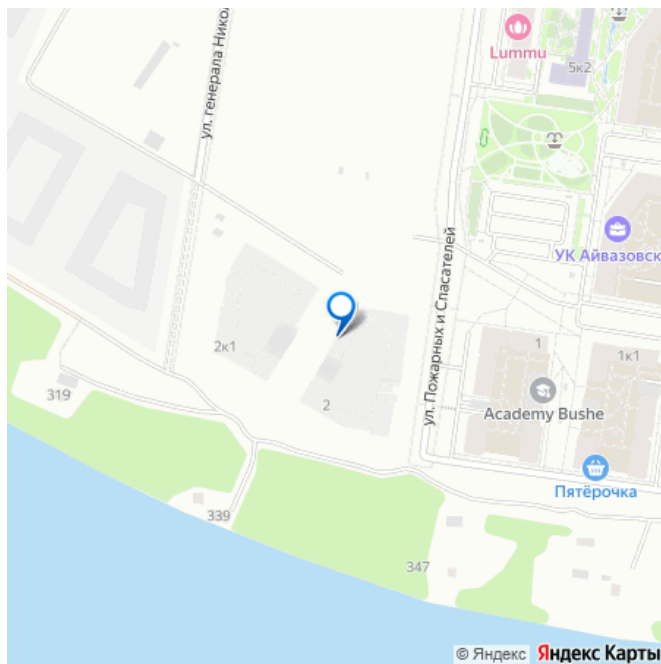 Lummu
5к2
ул. генерала Никол
УК Айвазовск
ул. Пожарных и Спасателей
2к1
1
1к1
319
2
Academy Bushe
Пятёрочка
339
347
© Яндекс Яндекс Карты